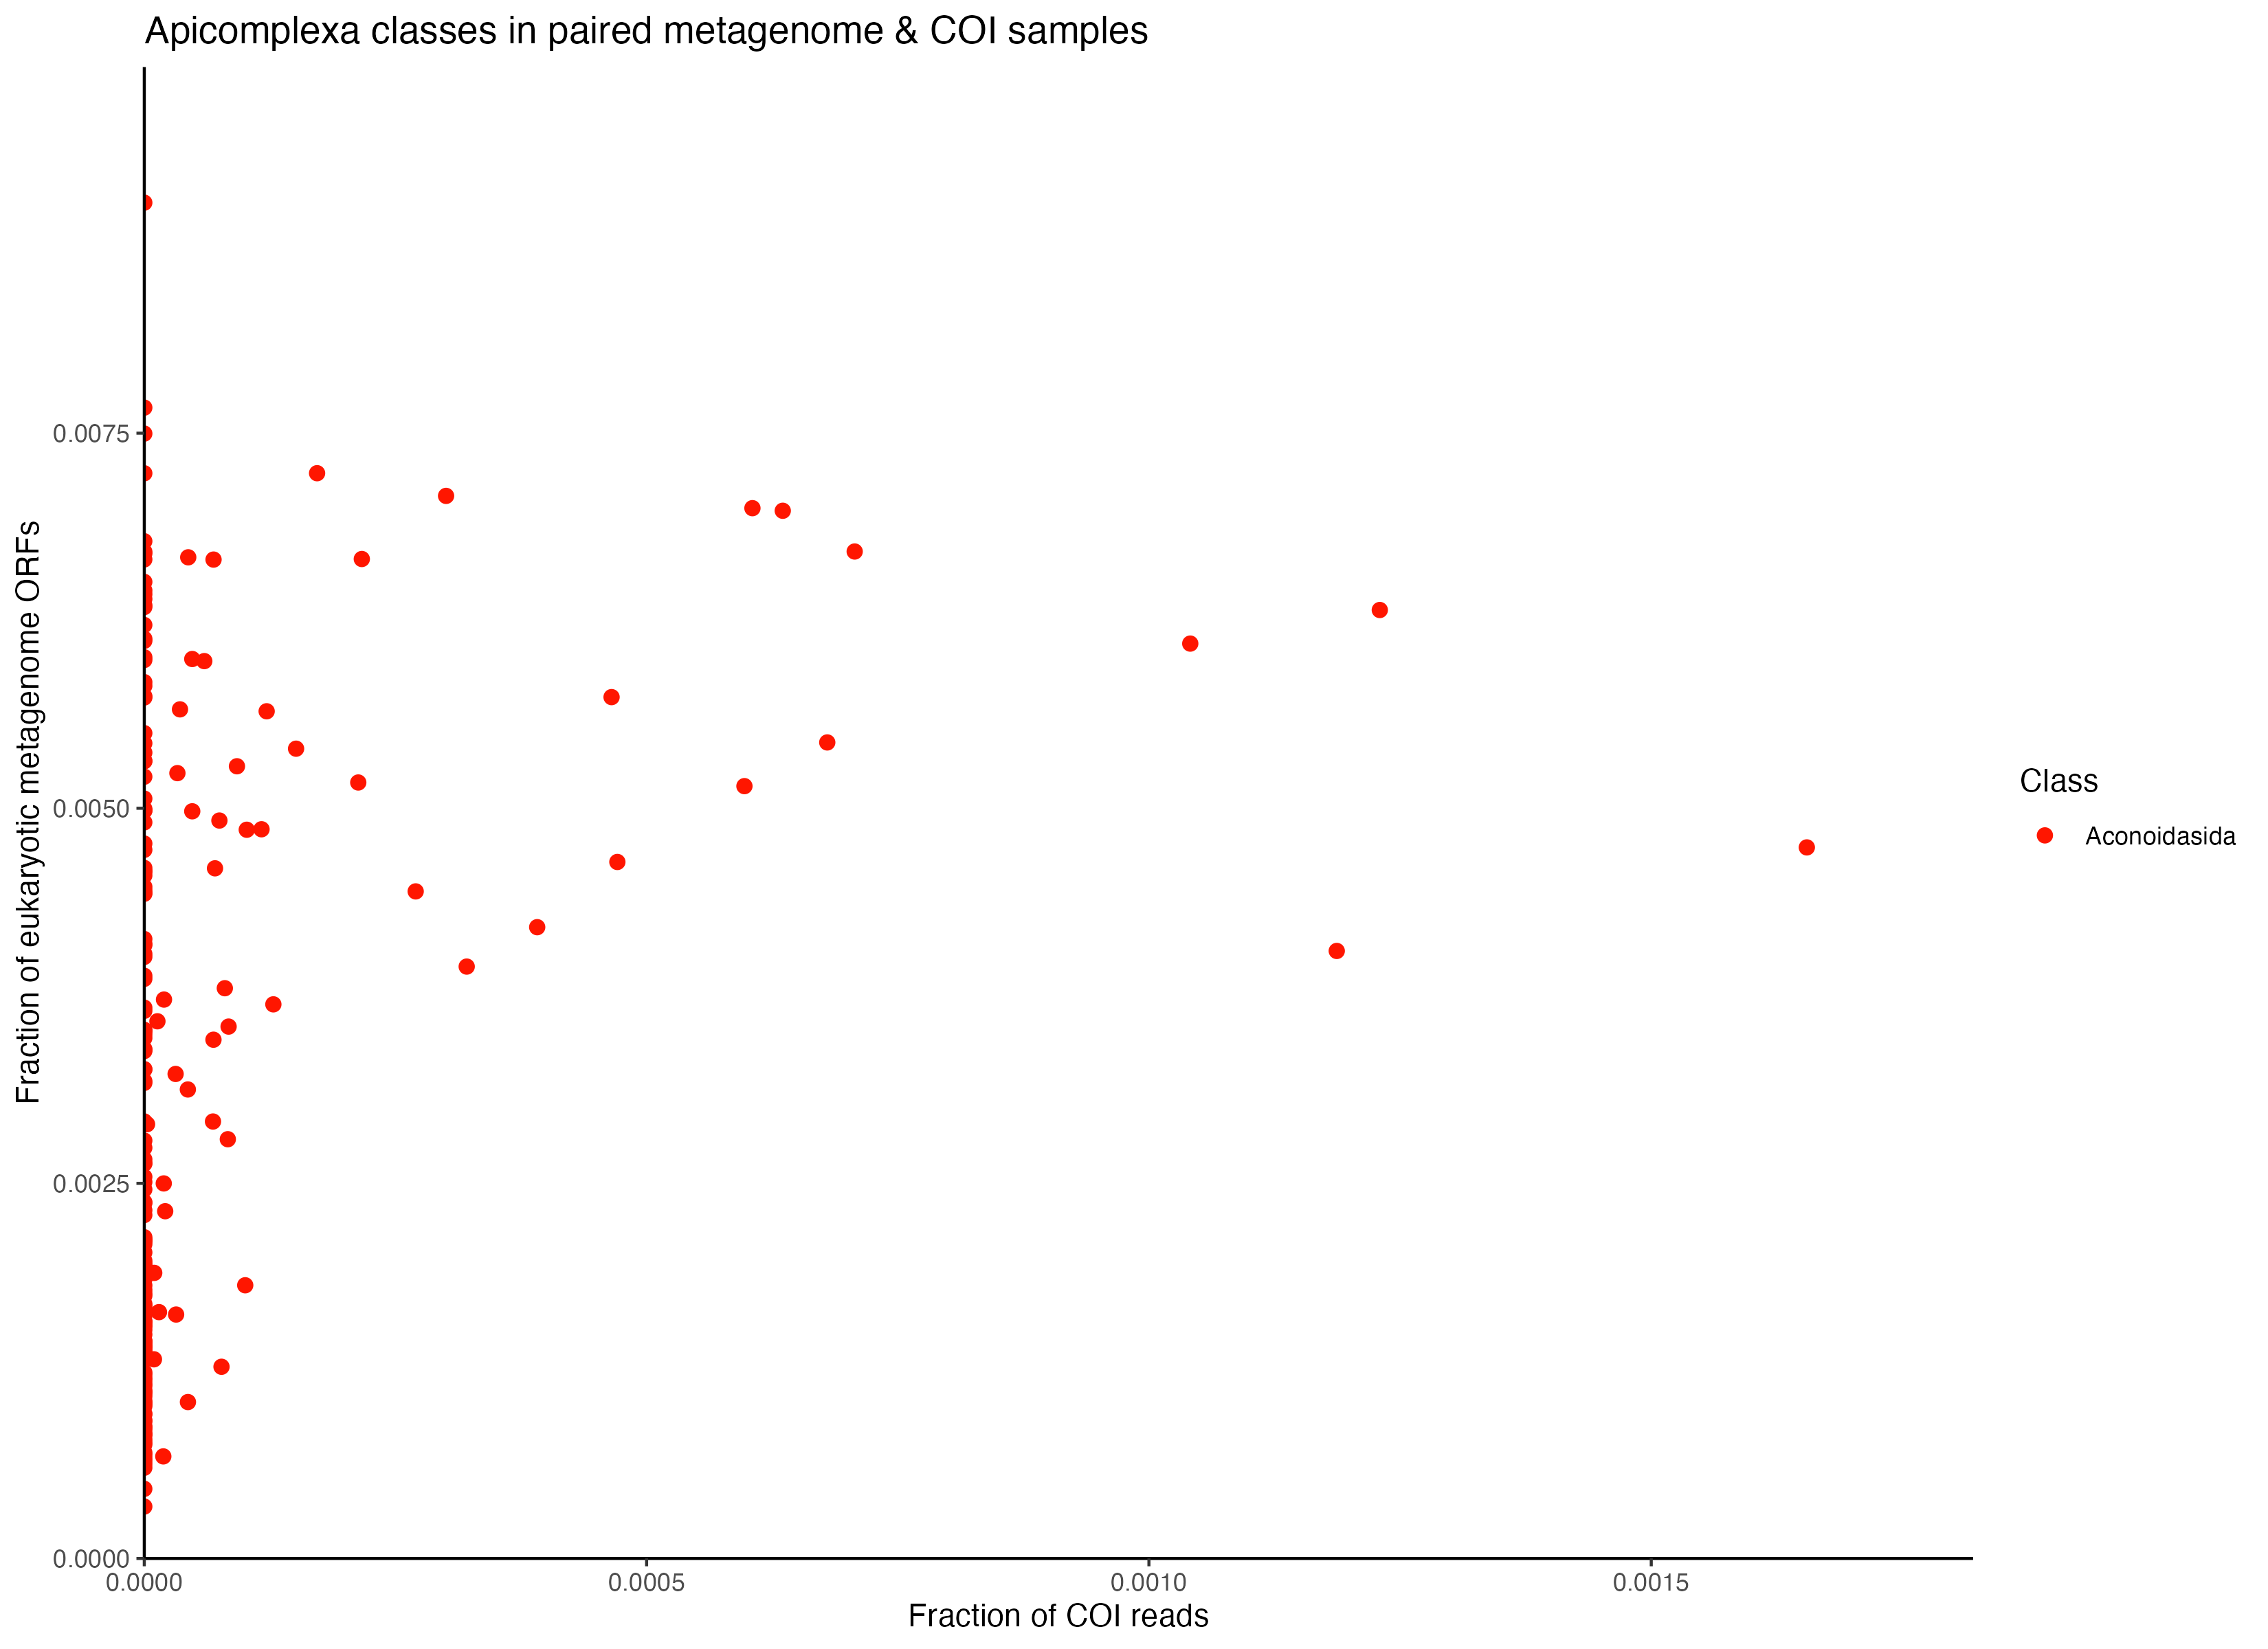 Apicomplexa classes in paired metagenome & COI samples
Fraction of eukaryotic metagenome ORFs
0.0075
0.0050
0.0025
0.0000
0.0000 0.0005 0.0010 0.0015
Fraction of COI reads
Class
Aconoidasida